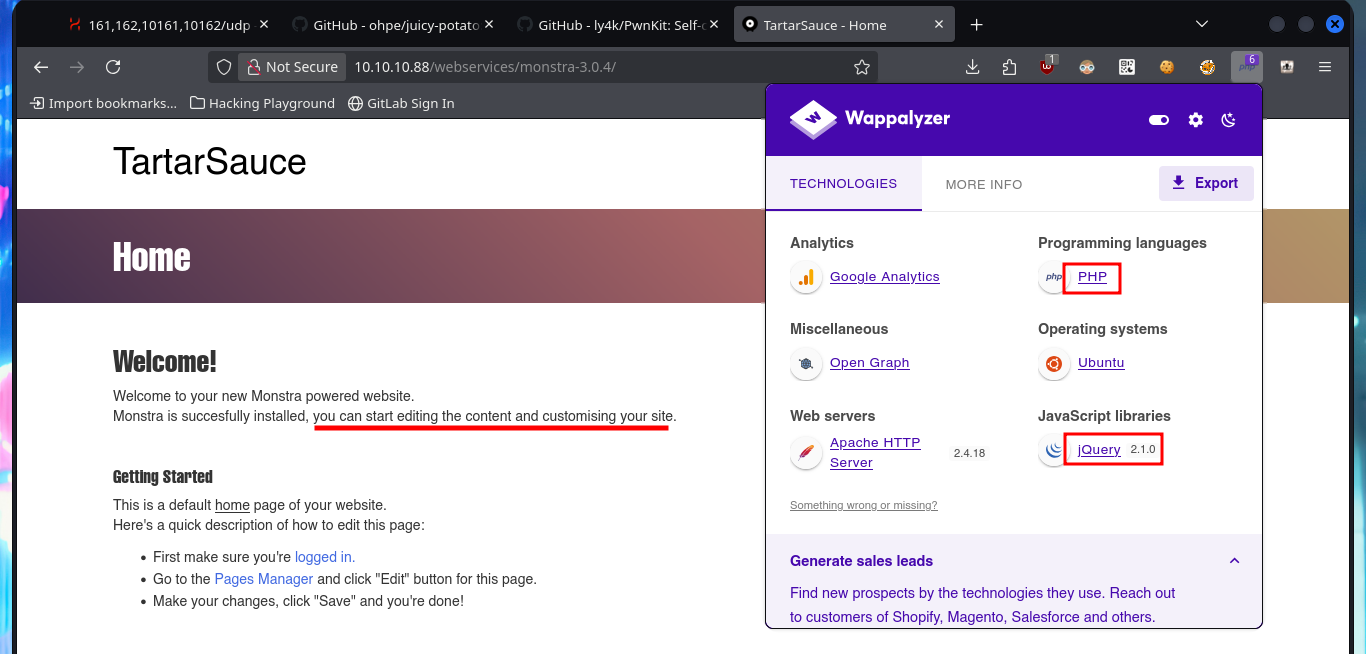 161,162,10161,10162/udp
GitHub - ohpe/juicy-potato
GitHub - ly4k/PwnKit: Self-c
TartarSauce - Home
Not Secure
10.10.10.88/webservices/monstra-3.0.4/
1
php
6
Import bookmarks...
Hacking Playground
GitLab Sign In
TartarSauce
Home
Welcome!
Welcome to your new Monstra powered website.
Monstra is succesfully installed, you can start editing the content and customising your site.
Getting Started
This is a default home page of your website.
Here's a quick description of how to edit this page:
• First make sure you're logged in.
• Go to the Pages Manager and click "Edit" button for this page.
• Make your changes, click "Save" and you're done!
Wappalyzer
TECHNOLOGIES
MORE INFO
Export
Analytics
Google Analytics
Programming languages
php
PHP
Miscellaneous
Open Graph
Operating systems
Ubuntu
Web servers
Apache HTTP
Server
2.4.18
JavaScript libraries
jQuery 2.1.0
Something wrong or missing?
Generate sales leads
Find new prospects by the technologies they use. Reach out
to customers of Shopify, Magento, Salesforce and others.